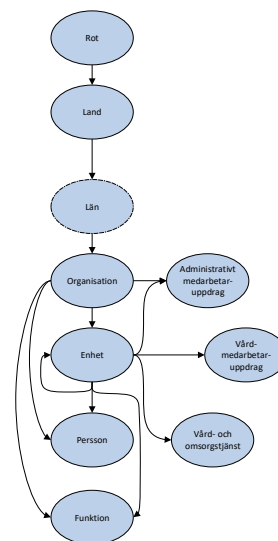 Rot
Land
Län
Organisation
Administrativt
medarbetar-
uppdrag
Enhet
Vård-
medarbetar-
uppdrag
Persson
Vård- och
omsorgstjänst
Funktion